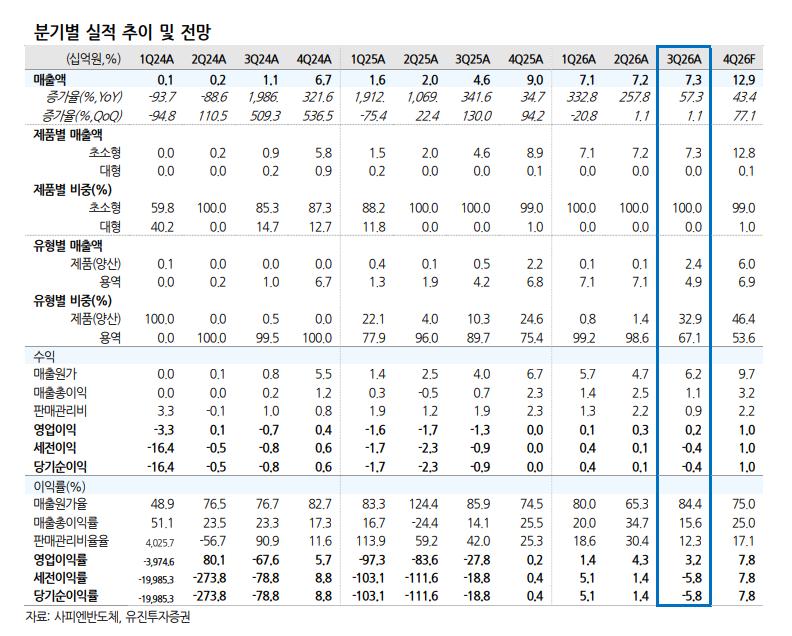 분기별 실적 추이 및 전망
(십억원,%) 1Q24A 2Q24A 3Q24A 4Q24A 1Q25A 2Q25A 3Q25A 4Q25A 1Q26A 2Q26A 3Q26A 4Q26F
매출액 0.1 0.2 1.1 6.7 1.6 2.0 4.6 9.0 7.1 7.2 7.3 12.9
증가율(%,YoY) -93.7 -88.6 1,986. 321.6 1,912. 1,069. 341.6 34.7 332.8 257.8 57.3 43.4
증가율(%,QoQ) -94.8 110.5 509.3 536.5 -75.4 22.4 130.0 94.2 -20.8 1.1 1.1 77.1
제품별 매출액
초소형 0.0 0.2 0.9 5.8 1.5 2.0 4.6 8.9 7.1 7.2 7.3 12.8
대형 0.0 0.0 0.2 0.9 0.2 0.0 0.0 0.1 0.0 0.0 0.0 0.1
제품별 비중(%)
초소형 59.8 100.0 85.3 87.3 88.2 100.0 100.0 99.0 100.0 100.0 100.0 99.0
대형 40.2 0.0 14.7 12.7 11.8 0.0 0.0 1.0 0.0 0.0 0.0 1.0
유형별 매출액
제품(양산) 0.1 0.0 0.0 0.0 0.4 0.1 0.5 2.2 0.1 0.1 2.4 6.0
용역 0.0 0.2 1.0 6.7 1.3 1.9 4.2 6.8 7.1 7.1 4.9 6.9
유형별 비중(%)
제품(양산) 100.0 0.0 0.5 0.0 22.1 4.0 10.3 24.6 0.8 1.4 32.9 46.4
용역 0.0 100.0 99.5 100.0 77.9 96.0 89.7 75.4 99.2 98.6 67.1 53.6
수익
매출원가 0.0 0.1 0.8 5.5 1.4 2.5 4.0 6.7 5.7 4.7 6.2 9.7
매출총이익 0.0 0.0 0.2 1.2 0.3 -0.5 0.7 2.3 1.4 2.5 1.1 3.2
판매관리비 3.3 -0.1 1.0 0.8 1.9 1.2 1.9 2.3 1.3 2.2 0.9 2.2
영업이익 -3.3 0.1 -0.7 0.4 -1.6 -1.7 -1.3 0.0 0.1 0.3 0.2 1.0
세전이익 -16.4 -0.5 -0.8 0.6 -1.7 -2.3 -0.9 0.0 0.4 0.1 -0.4 1.0
당기순이익 -16.4 -0.5 -0.8 0.6 -1.7 -2.3 -0.9 0.0 0.4 0.1 -0.4 1.0
이익률(%)
매출원가율 48.9 76.5 76.7 82.7 83.3 124.4 85.9 74.5 80.0 65.3 84.4 75.0
매출총이익률 51.1 23.5 23.3 17.3 16.7 -24.4 14.1 25.5 20.0 34.7 15.6 25.0
판매관리비율율 4,025.7 -56.7 90.9 11.6 113.9 59.2 42.0 25.3 18.6 30.4 12.3 17.1
영업이익률 -3,974.6 80.1 -67.6 5.7 -97.3 -83.6 -27.8 0.2 1.4 4.3 3.2 7.8
세전이익률 -19,985.3 -273.8 -78.8 8.8 -103.1 -111.6 -18.8 0.4 5.1 1.4 -5.8 7.8
당기순이익률 -19,985.3 -273.8 -78.8 8.8 -103.1 -111.6 -18.8 0.4 5.1 1.4 -5.8 7.8
자료: 사피엔반도체, 유진투자증권